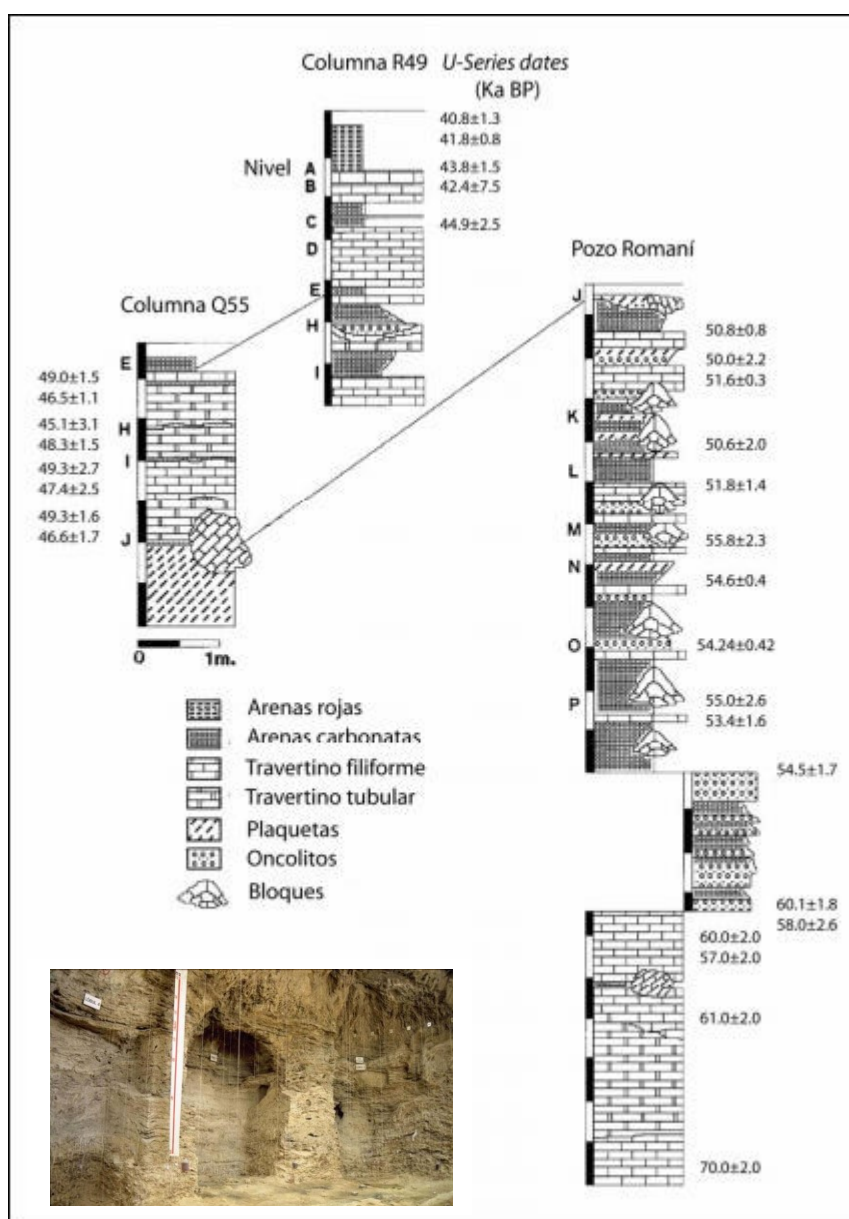 Columna R49 U-Series dates
(Ka BP)
40.8±1.3
41.8±0.8
Nivel
A 43.8±1.5
B 42.4±7.5
C 44.9±2.5
D
E
H
I
Columna Q55
E
49.0±1.5
46.5±1.1
45.1±3.1
H
48.3±1.5
I
49.3±2.7
47.4±2.5
49.3±1.6
46.6±1.7
J
0 1m.
Pozo Romaní
J
50.8±0.8
50.0±2.2
51.6±0.3
K
50.6±2.0
L
51.8±1.4
M
55.8±2.3
N
54.6±0.4
O 54.24±0.42
55.0±2.6
P
53.4±1.6
54.5±1.7
60.1±1.8
58.0±2.6
60.0±2.0
57.0±2.0
61.0±2.0
70.0±2.0
Arenas rojas
Arenas carbonatas
Travertino filiforme
Travertino tubular
Plaquetas
Oncolitos
Bloques